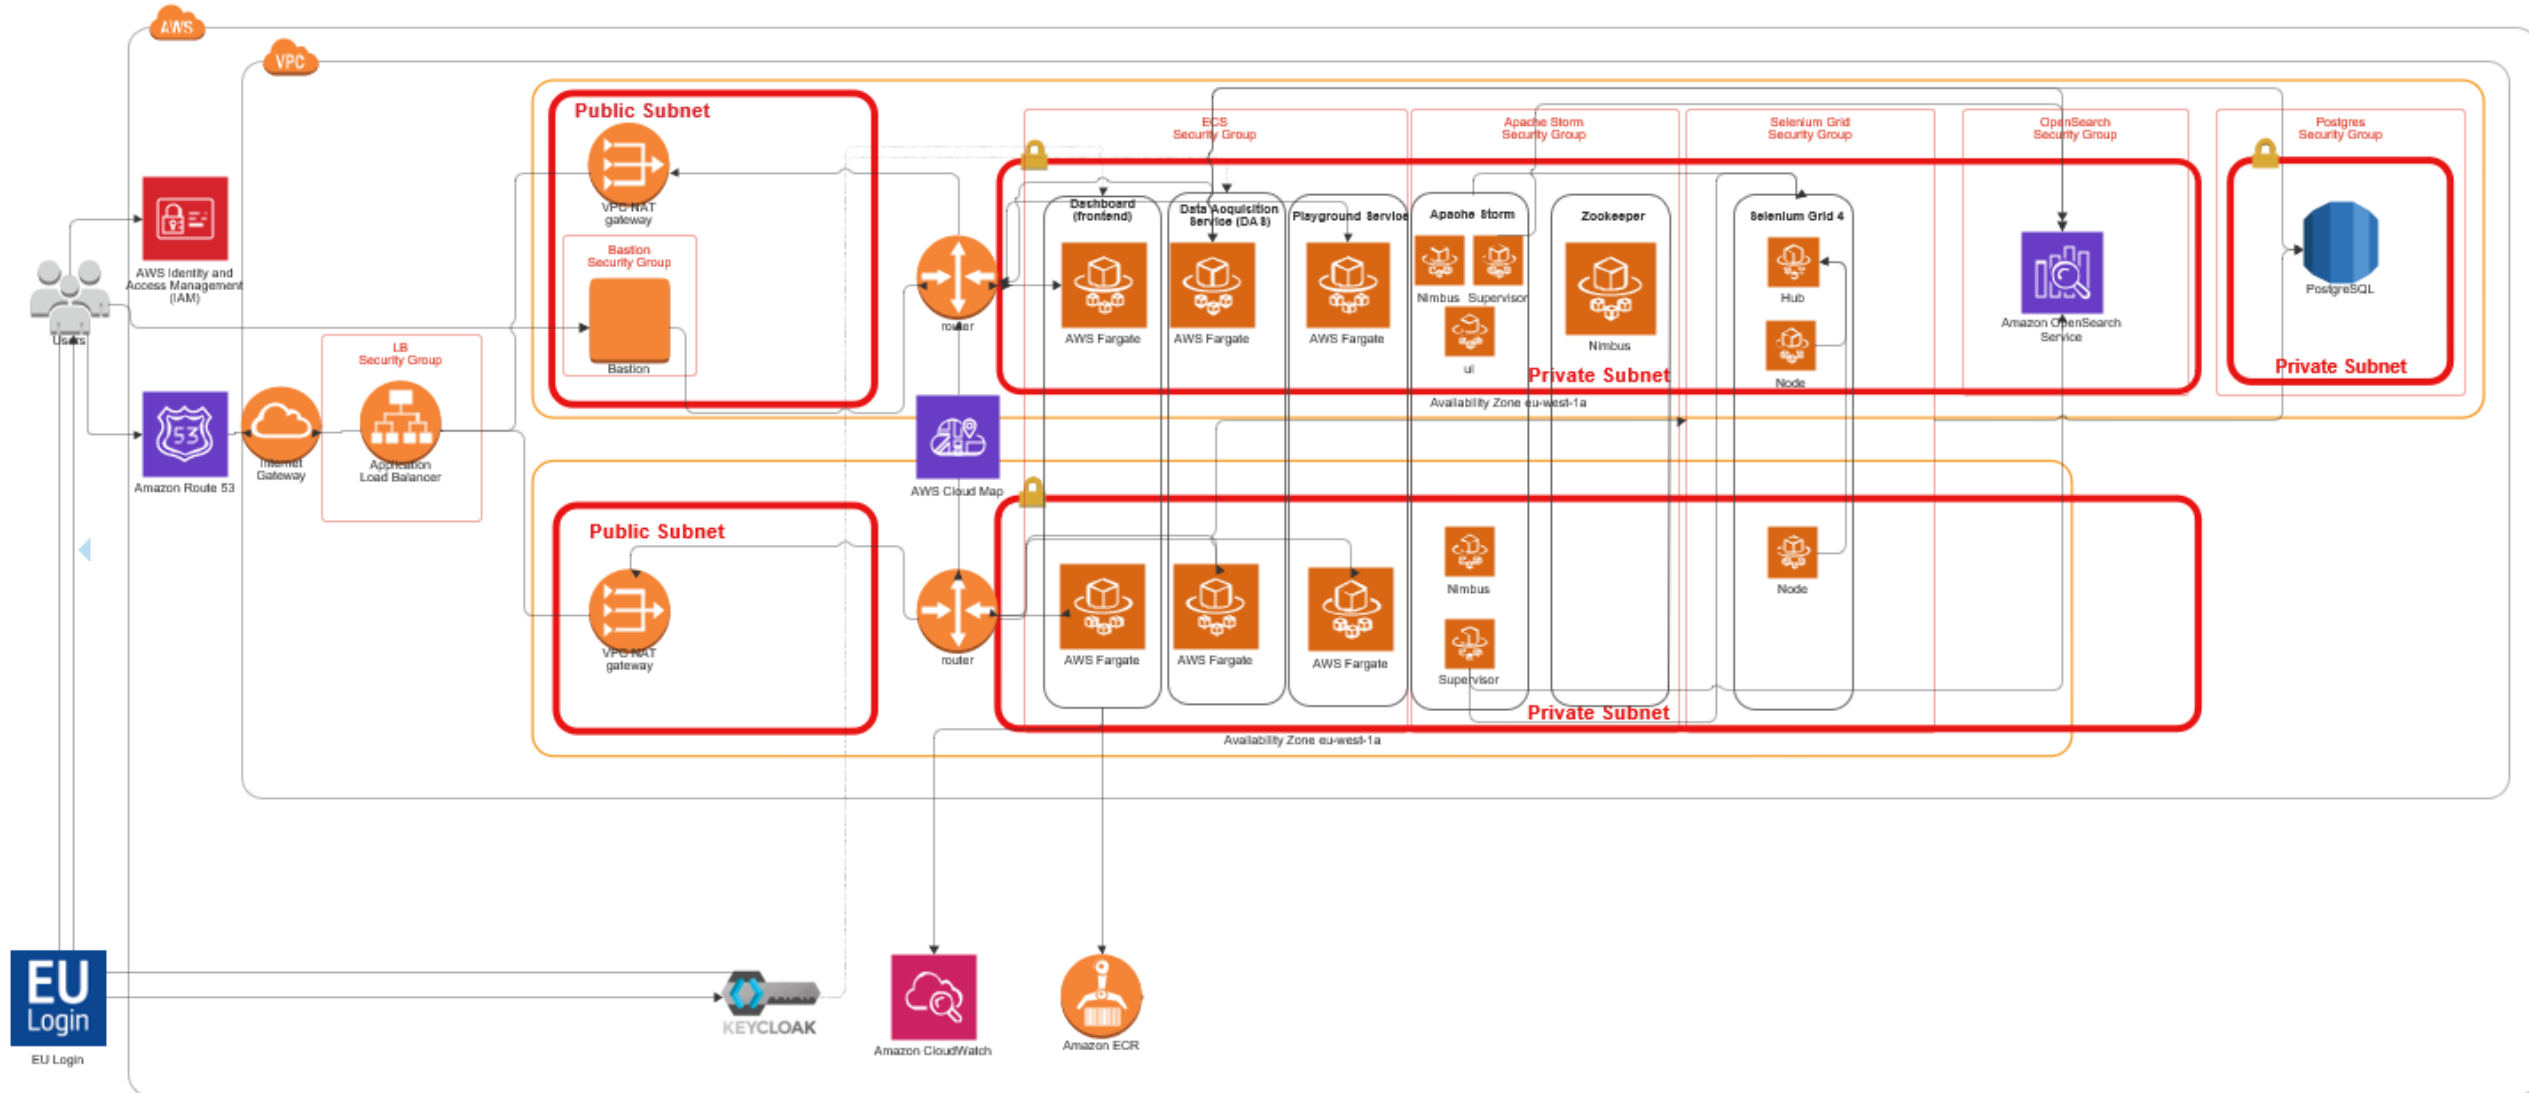 AWS
VPC
Public Subnet
VPC NAT
gateway
Bastion
Security Group
Bastion
AWS Identity and
Access Management
(IAM)
Users
LB
Security Group
53
Amazon Route 53
Internet
Gateway
Application
Load Balancer
router
AWS Cloud Map
ECS
Security Group
Apache Storm
Security Group
Selenium Grid
Security Group
OpenSearch
Security Group
Postgres
Security Group
Dashboard
(frontend)
Data Acquisition
Service (DAS)
Playground Service
Apache Storm
Zookeeper
Selenium Grid 4
AWS Fargate
AWS Fargate
AWS Fargate
Nimbus
Supervisor
ui
Nimbus
Hub
Node
Amazon OpenSearch
Service
PostgreSQL
Private Subnet
Private Subnet
Availability Zone eu-west-1a
Public Subnet
VPC NAT
gateway
router
AWS Fargate
AWS Fargate
AWS Fargate
Nimbus
Supervisor
Node
Private Subnet
Availability Zone eu-west-1a
EU
Login
EU Login
KEYCLOAK
Amazon CloudWatch
Amazon ECR